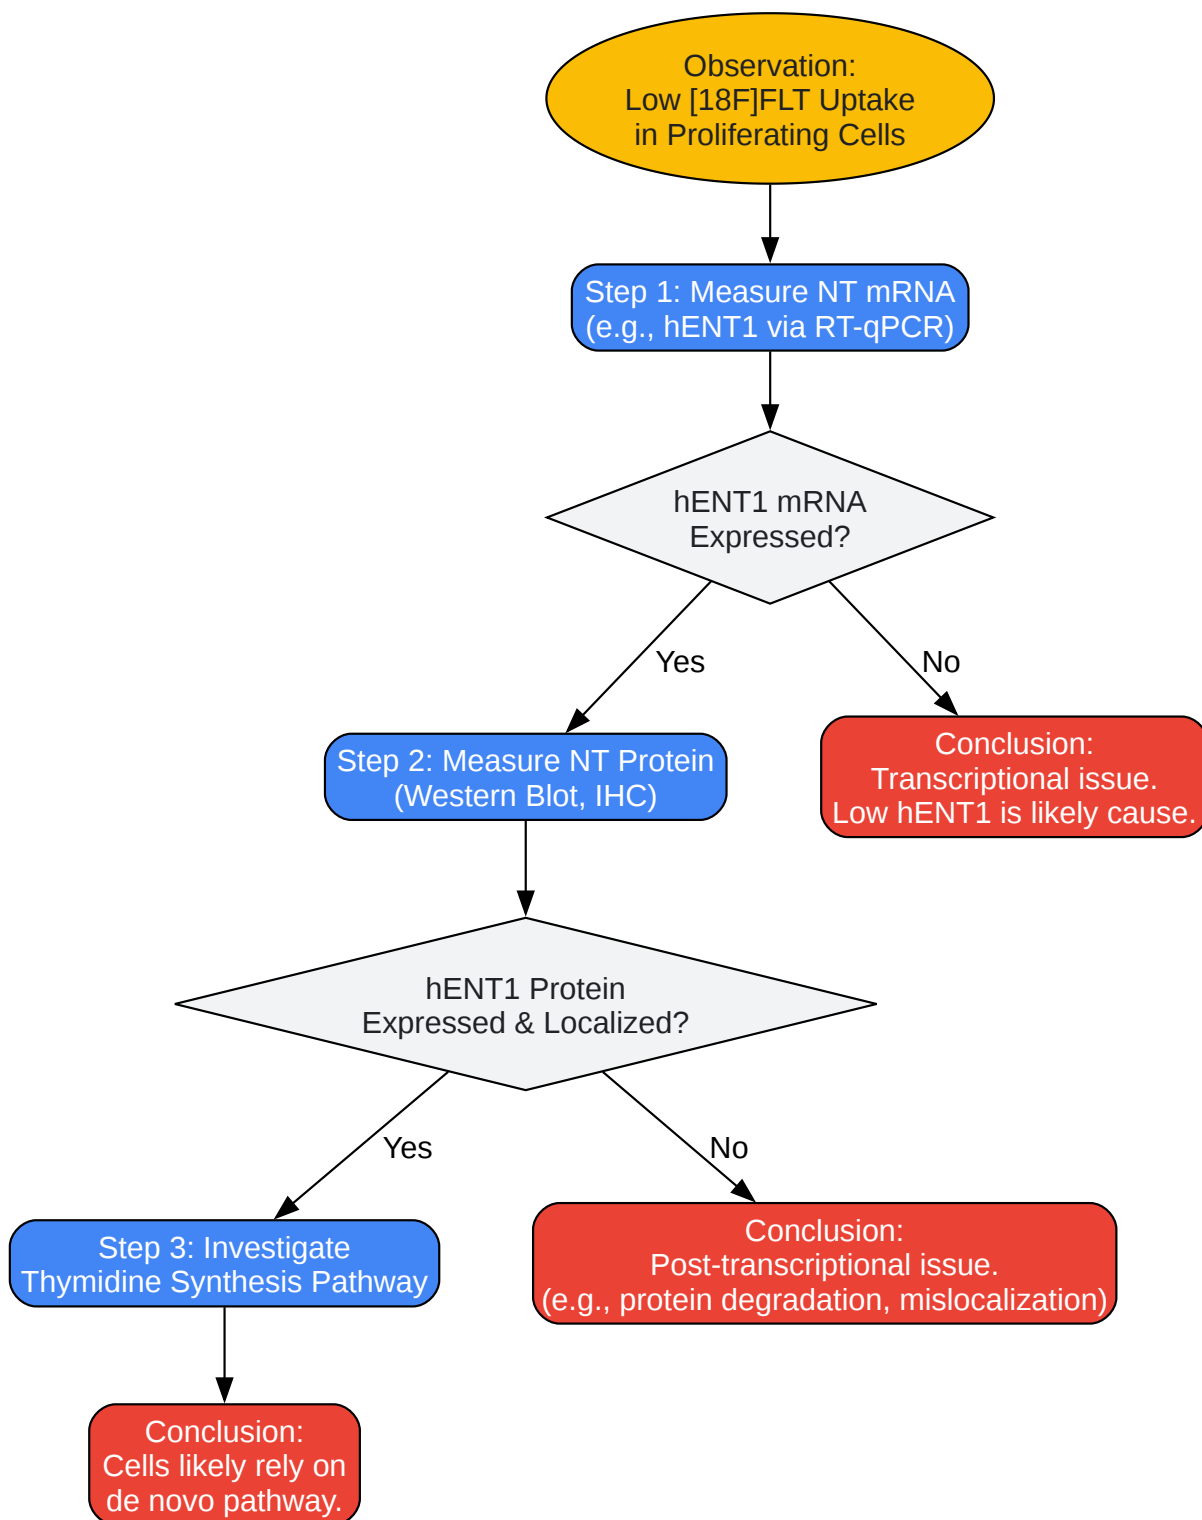 Observation:
Low [18F]FLT Uptake
in Proliferating Cells
Step 1: Measure NT mRNA
(e.g., hENT1 via RT-qPCR)
hENT1 mRNA
Expressed?
Yes
No
Step 2: Measure NT Protein
(Western Blot, IHC)
Conclusion:
Transcriptional issue.
Low hENT1 is likely cause.
hENT1 Protein
Expressed & Localized?
Yes
No
Step 3: Investigate
Thymidine Synthesis Pathway
Conclusion:
Post-transcriptional issue.
(e.g., protein degradation, mislocalization)
Conclusion:
Cells likely rely on
de novo pathway.